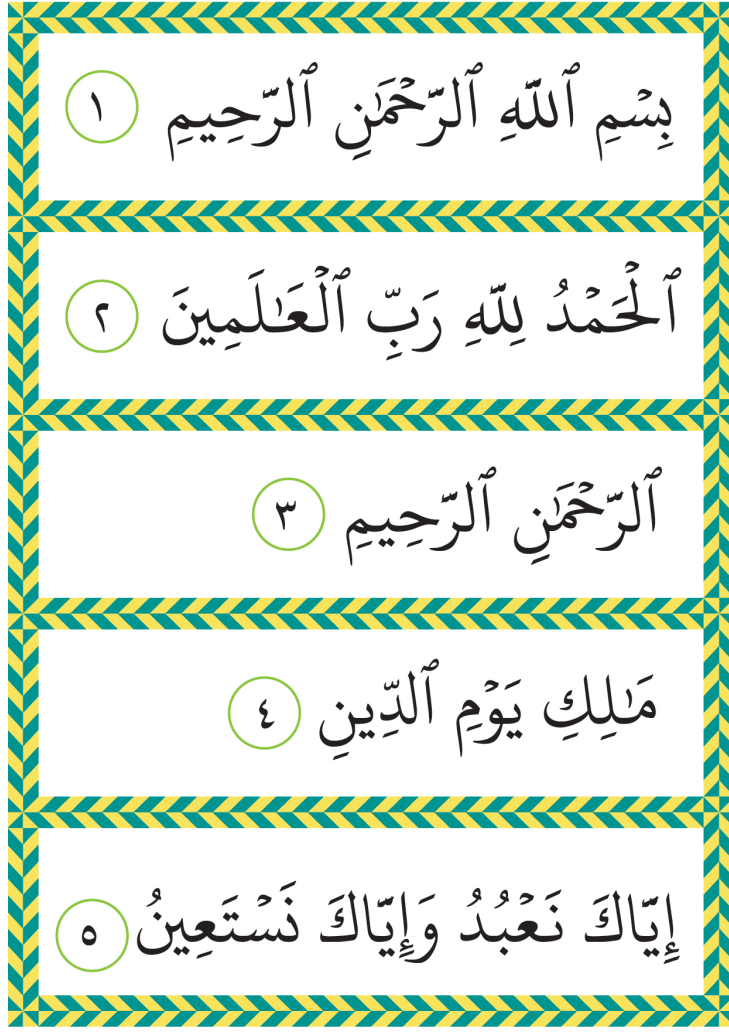 بِسْمِ ٱللَّهِ ٱلرَّحْمَٰنِ ٱلرَّحِيمِ ١
ٱلْحَمْدُ لِلَّهِ رَبِّ ٱلْعَٰلَمِينَ ٢
ٱلرَّحْمَٰنِ ٱلرَّحِيمِ ٣
مَٰلِكِ يَوْمِ ٱلدِّينِ ٤
إِيَّاكَ نَعْبُدُ وَإِيَّاكَ نَسْتَعِينُ ٥